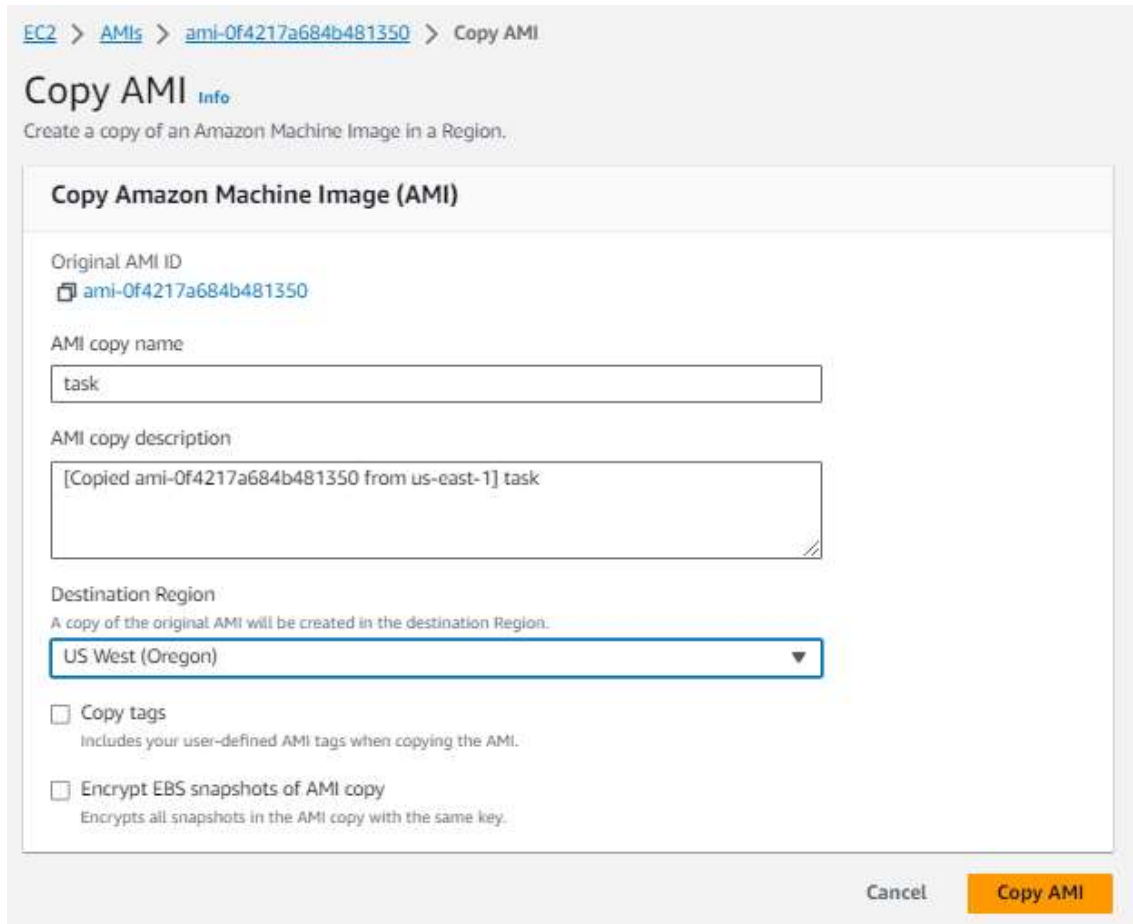 EC2 > AMIs > ami-0f4217a684b481350 > Copy AMI
Copy AMI Info
Create a copy of an Amazon Machine Image in a Region.
Copy Amazon Machine Image (AMI)
Original AMI ID
ami-0f4217a684b481350
AMI copy name
task
AMI copy description
[Copied ami-0f4217a684b481350 from us-east-1] task
Destination Region
A copy of the original AMI will be created in the destination Region.
US West (Oregon)
Copy tags
Includes your user-defined AMI tags when copying the AMI.
Encrypt EBS snapshots of AMI copy
Encrypts all snapshots in the AMI copy with the same key.
Cancel Copy AMI